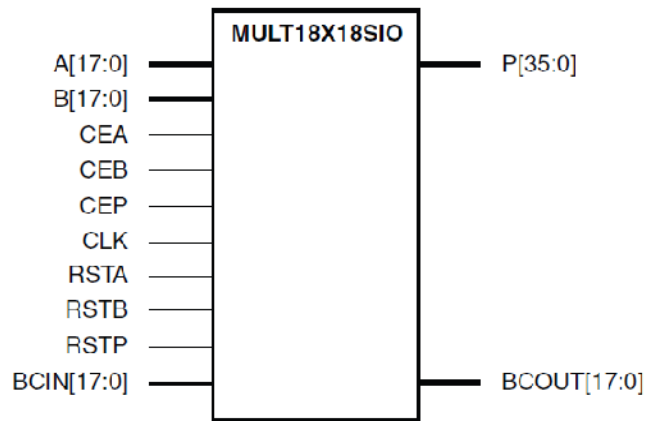 MULT18X18SIO
A[17:0]
P[35:0]
B[17:0]
CEA
CEB
CEP
CLK
RSTA
RSTB
RSTP
BCIN[17:0]
BCOUT[17:0]